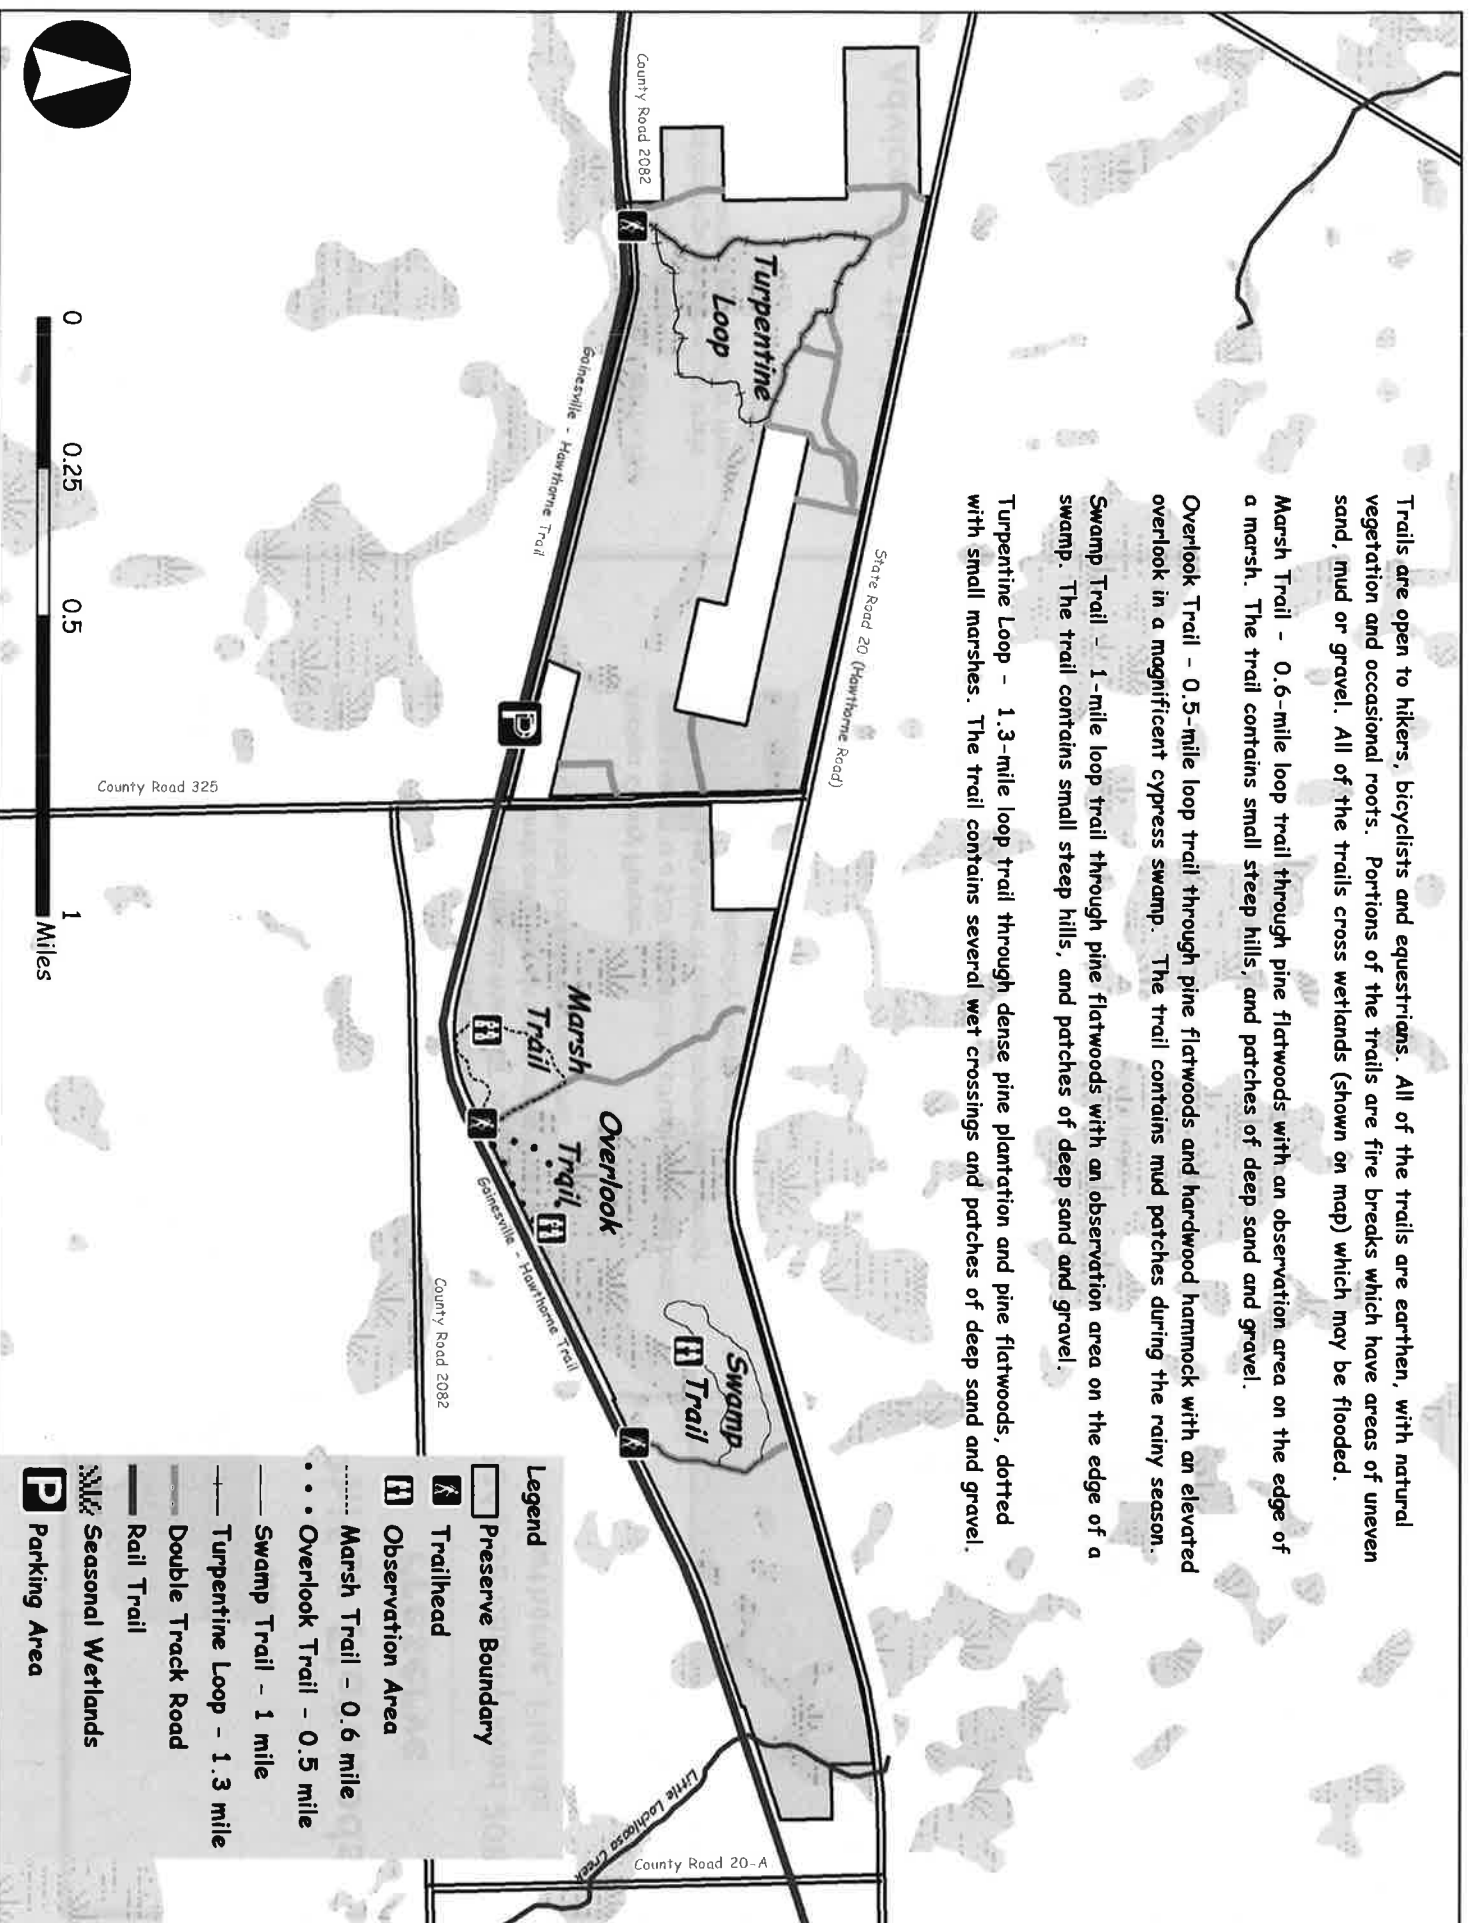 Trails are open to hikers, bicyclists and equestrians. All of the trails are earthen, with natural
vegetation and occasional roots. Portions of the trails are fire breaks which have areas of uneven
sand, mud or gravel. All of the trails cross wetlands (shown on map) which may be flooded.
Marsh Trail - 0.6-mile loop trail through pine flatwoods with an observation area on the edge of
a marsh. The trail contains small steep hills, and patches of deep sand and gravel.
Overlook Trail - 0.5-mile loop trail through pine flatwoods and hardwood hammock with an elevated
overlook in a magnificent cypress swamp. The trail contains mud patches during the rainy season.
Swamp Trail - 1-mile loop trail through pine flatwoods with an observation area on the edge of a
swamp. The trail contains small steep hills, and patches of deep sand and gravel.
Turpentine Loop - 1.3-mile loop trail through dense pine plantation and pine flatwoods, dotted
with small marshes. The trail contains several wet crossings and patches of deep sand and gravel.
State Road 20 (Hawthorne Road)
County Road 2082
Turpentine
Loop
Gainesville - Hawthorne Trail
P
County Road 325
Marsh
Trail
Overlook
Trail
Swamp
Trail
Gainesville - Hawthorne Trail
County Road 2082
Little Lochloosa Creek
County Road 20-A
0
0.25
0.5
1
Miles
Legend
Preserve Boundary
Trailhead
Observation Area
Marsh Trail - 0.6 mile
Overlook Trail - 0.5 mile
Swamp Trail - 1 mile
Turpentine Loop - 1.3 mile
Double Track Road
Rail Trail
Seasonal Wetlands
P Parking Area